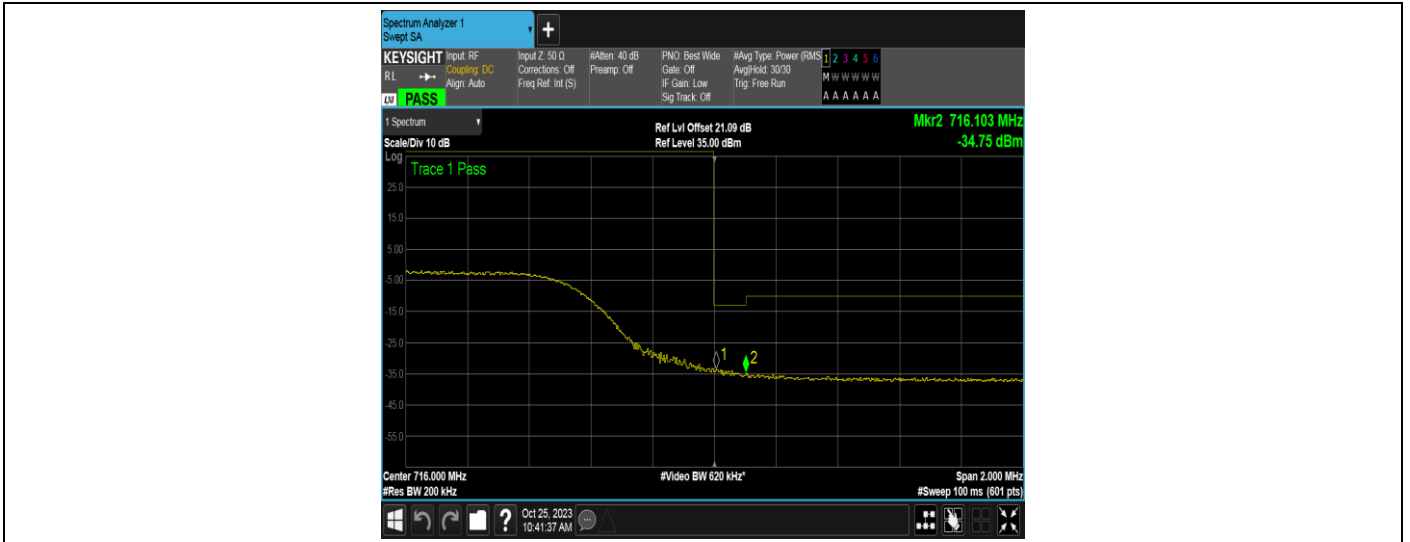 Spectrum Analyzer 1
Swept SA
+
KEYSIGHT
RL
LXI PASS
Input: RF
Coupling: DC
Align: Auto
Input Z: 50 Ω
Corrections: Off
Freq Ref: Int (S)
#Atten: 40 dB
Preamp: Off
PNO: Best Wide
Gate: Off
IF Gain: Low
Sig Track: Off
#Avg Type: Power (RMS
Avg|Hold: 30/30
Trig: Free Run
1 2 3 4 5 6
M W W W W W
A A A A A A
1 Spectrum
Scale/Div 10 dB
Ref Lvl Offset 21.09 dB
Ref Level 35.00 dBm
Mkr2 716.103 MHz
-34.75 dBm
Log
Trace 1 Pass
25.0
15.0
5.00
-5.00
-15.0
-25.0
1
2
-35.0
-45.0
-55.0
Center 716.000 MHz
#Video BW 620 kHz*
Span 2.000 MHz
#Res BW 200 kHz
#Sweep 100 ms (601 pts)
?
Oct 25, 2023
10:41:37 AM